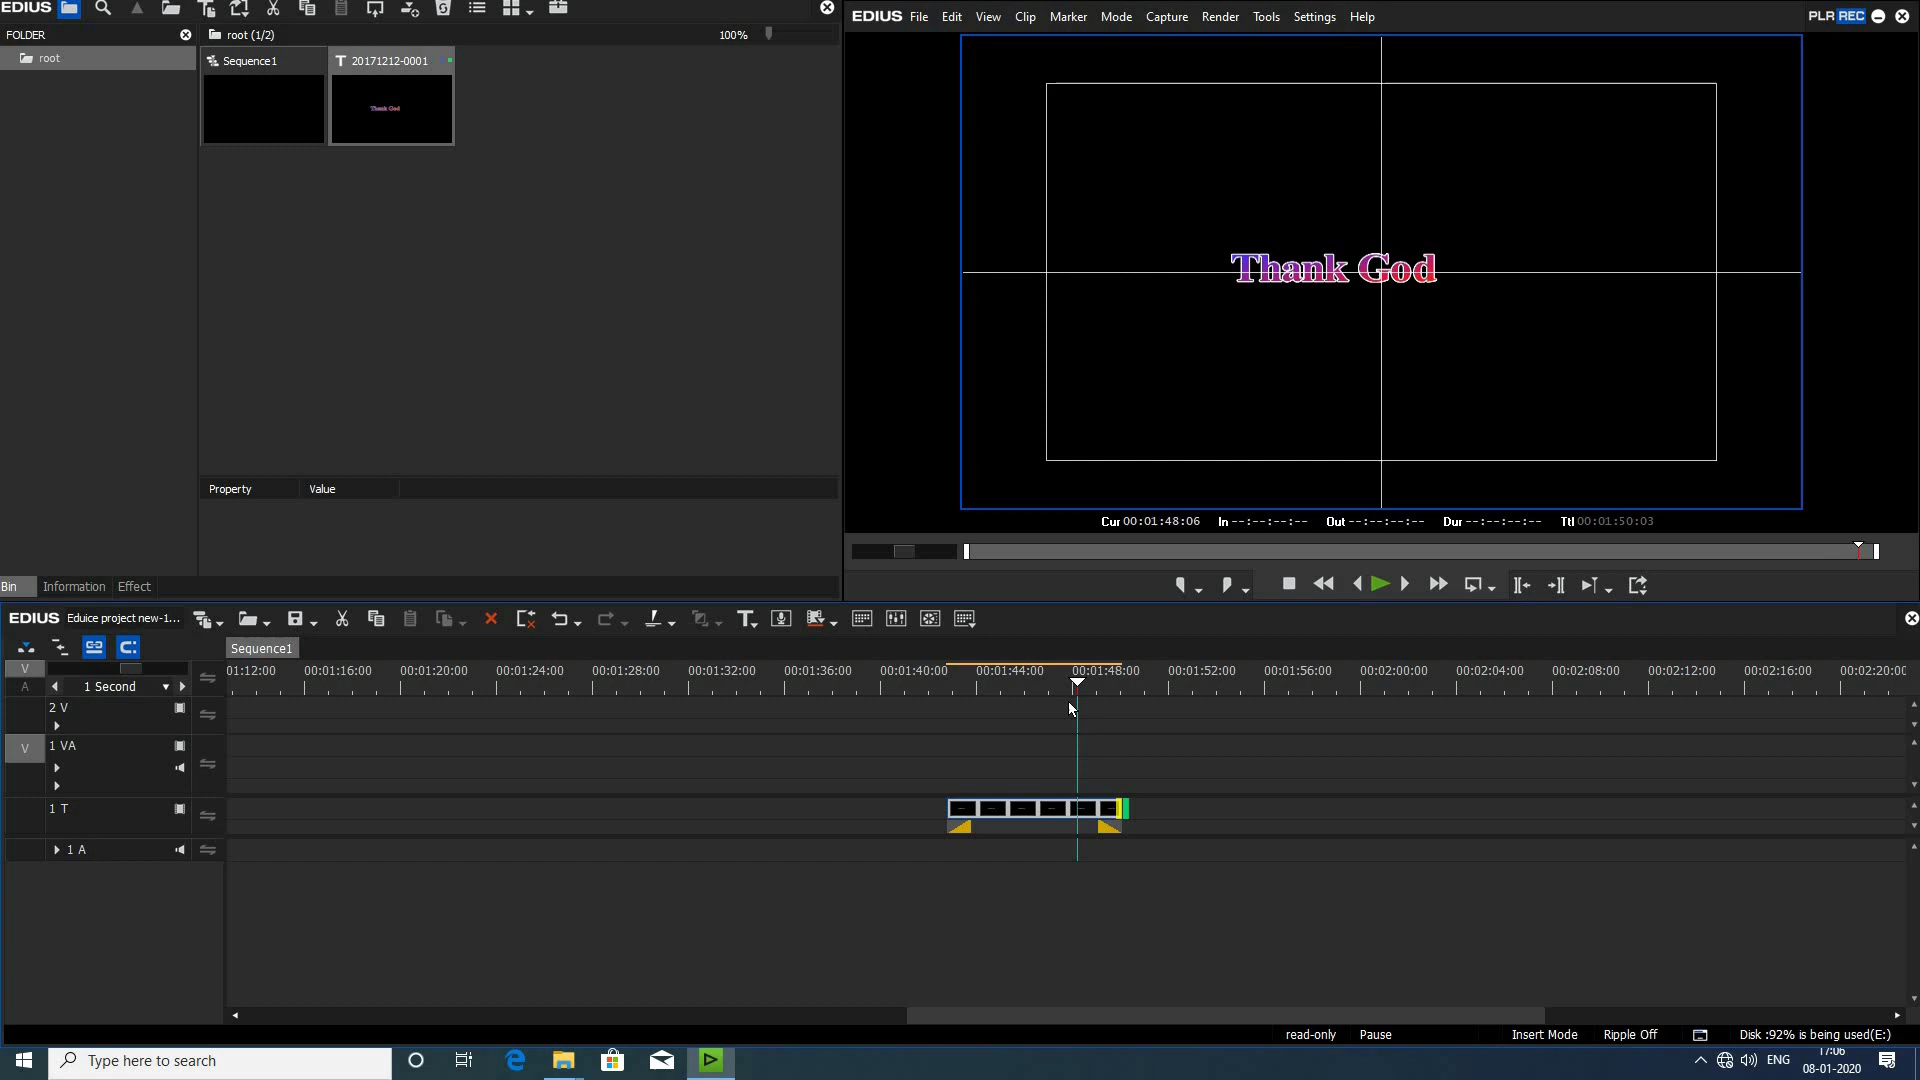 EDIUS
FOLDER
root (1/2)
100%
root
Sequence1
20171212-0001
Thank God
Property
Value
Bin
Information
Effect
EDIUS File Edit View Clip Marker Mode Capture Render Tools Settings Help
PLR REC
Thank God
Cur 00:01:48:06 In --:--:--:-- Out --:--:--:-- Dur --:--:--:-- Ttl 00:01:50:03
EDIUS Eduice project new-1...
Sequence1
V
01:12:00 00:01:16:00 00:01:20:00 00:01:24:00 00:01:28:00 00:01:32:00 00:01:36:00 00:01:40:00 00:01:44:00 00:01:48:00 00:01:52:00 00:01:56:00 00:02:00:00 00:02:04:00 00:02:08:00 00:02:12:00 00:02:16:00 00:02:20:00
A
1 Second
2 V
V
1 VA
1 T
1 A
read-only
Pause
Insert Mode
Ripple Off
Disk :92% is being used(E:)
Type here to search
ENG
17:06
08-01-2020